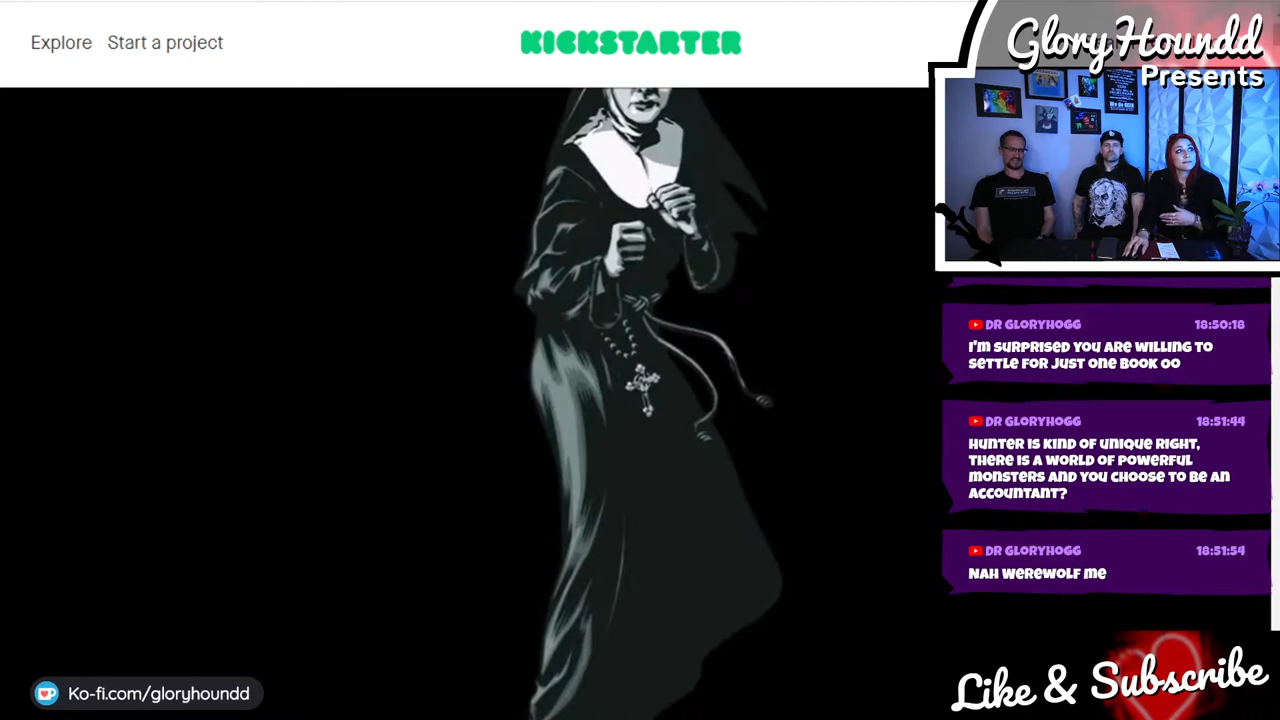 Explore Start a project
KICKSTARTER
Glory Houndd
Presents
DR GLORYHOGG 18:50:18
I'm surprised you are willing to
settle for just one book oo
DR GLORYHOGG 18:51:44
Hunter is kind of unique right,
there is a world of powerful
monsters and you choose to be an
accountant?
DR GLORYHOGG 18:51:54
Nah werewolf me
Ko-fi.com/gloryhoundd
Like & Subscribe